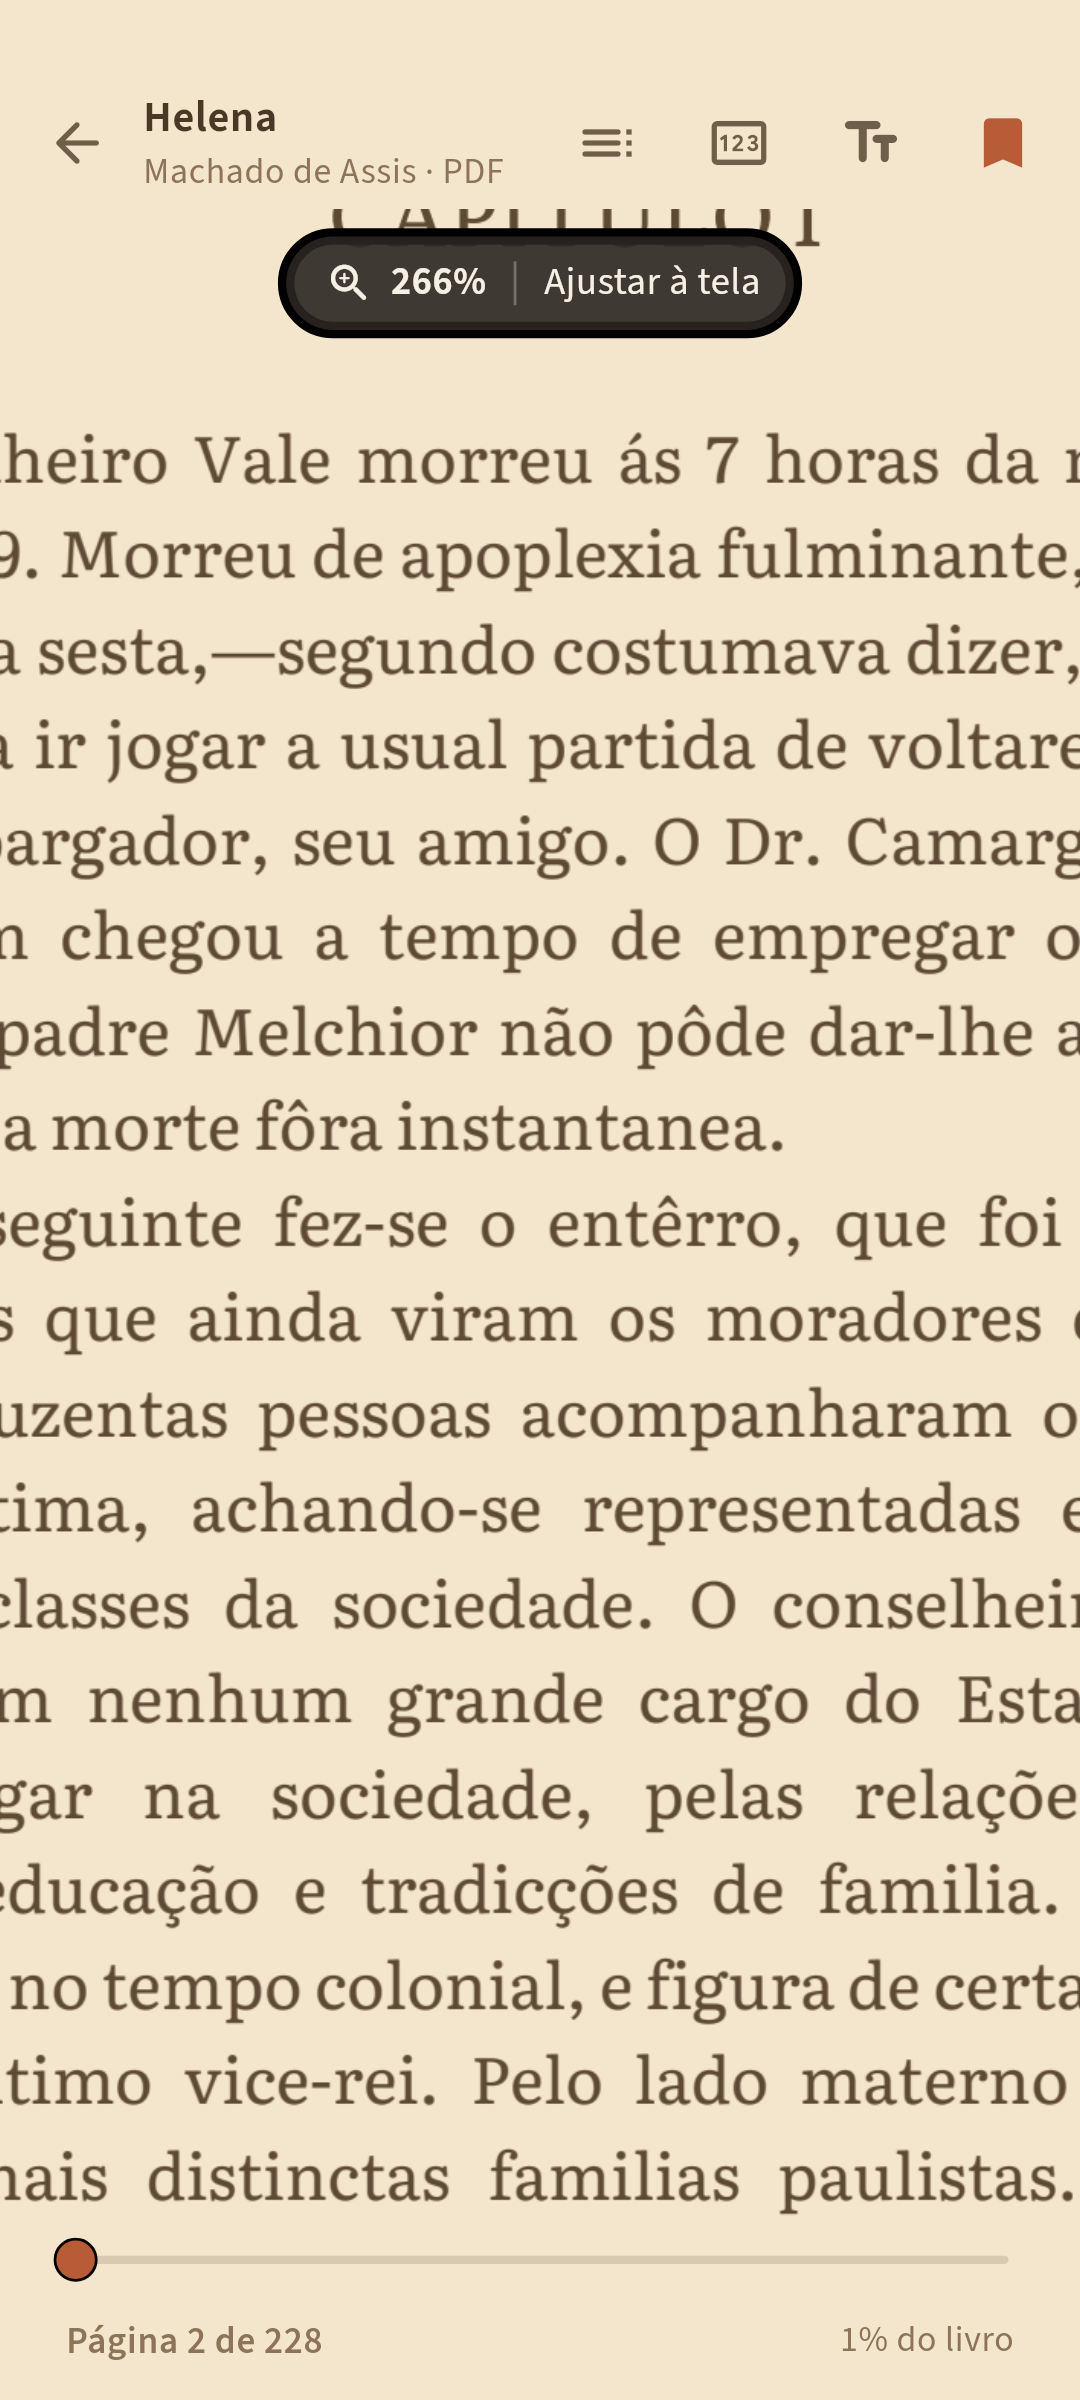 Helena
Machado de Assis · PDF
123
CAPITULO I
266%
Ajustar à tela
heiro Vale morreu ás 7 horas da
9. Morreu de apoplexia fulminante,
a sesta,—segundo costumava dizer,
a ir jogar a usual partida de voltare
argador, seu amigo. O Dr. Camarg
m chegou a tempo de empregar o
padre Melchior não pôde dar-lhe a
a morte fôra instantanea.
seguinte fez-se o entêrro, que foi
s que ainda viram os moradores
uzentas pessoas acompanharam o
tima, achando-se representadas e
classes da sociedade. O conselheir
m nenhum grande cargo do Esta
gar na sociedade, pelas relaçõe
educação e tradicções de familia.
no tempo colonial, e figura de certa
timo vice-rei. Pelo lado materno
nais distinctas familias paulistas.
Página 2 de 228
1% do livro